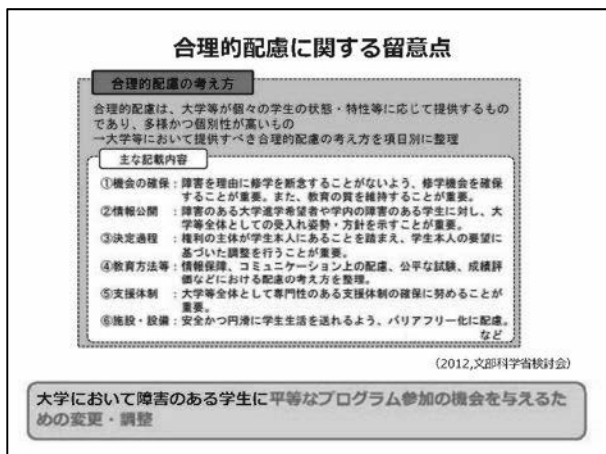 合理的配慮に関する留意点
合理的配慮の考え方
合理的配慮は、大学等が個々の学生の状態・特性等に応じて提供するもの
であり、多様かつ個別性が高いもの
→大学等において提供すべき合理的配慮の考え方を項目別に整理
主な記載内容
①機会の確保：障害を理由に修学を断念することがないよう、修学機会を確保
することが重要。また、教育の質を維持することが重要。
②情報公開：障害のある大学進学希望者や学内の障害のある学生に対し、大
学等全体としての受入れ姿勢・方針を示すことが重要。
③決定過程：権利の主体が学生本人にあることを踏まえ、学生本人の要望に
基づいた調整を行うことが重要。
④教育方法等：情報保障、コミュニケーション上の配慮、公平な試験、成績評
価などにおける配慮の考え方を整理。
⑤支援体制：大学等全体として専門性のある支援体制の確保に努めることが
重要。
⑥施設・設備：安全かつ円滑に学生生活を送れるよう、バリアフリー化に配慮。
など
（2012,文部科学省検討会）
大学において障害のある学生に平等なプログラム参加の機会を与えるた
めの変更・調整